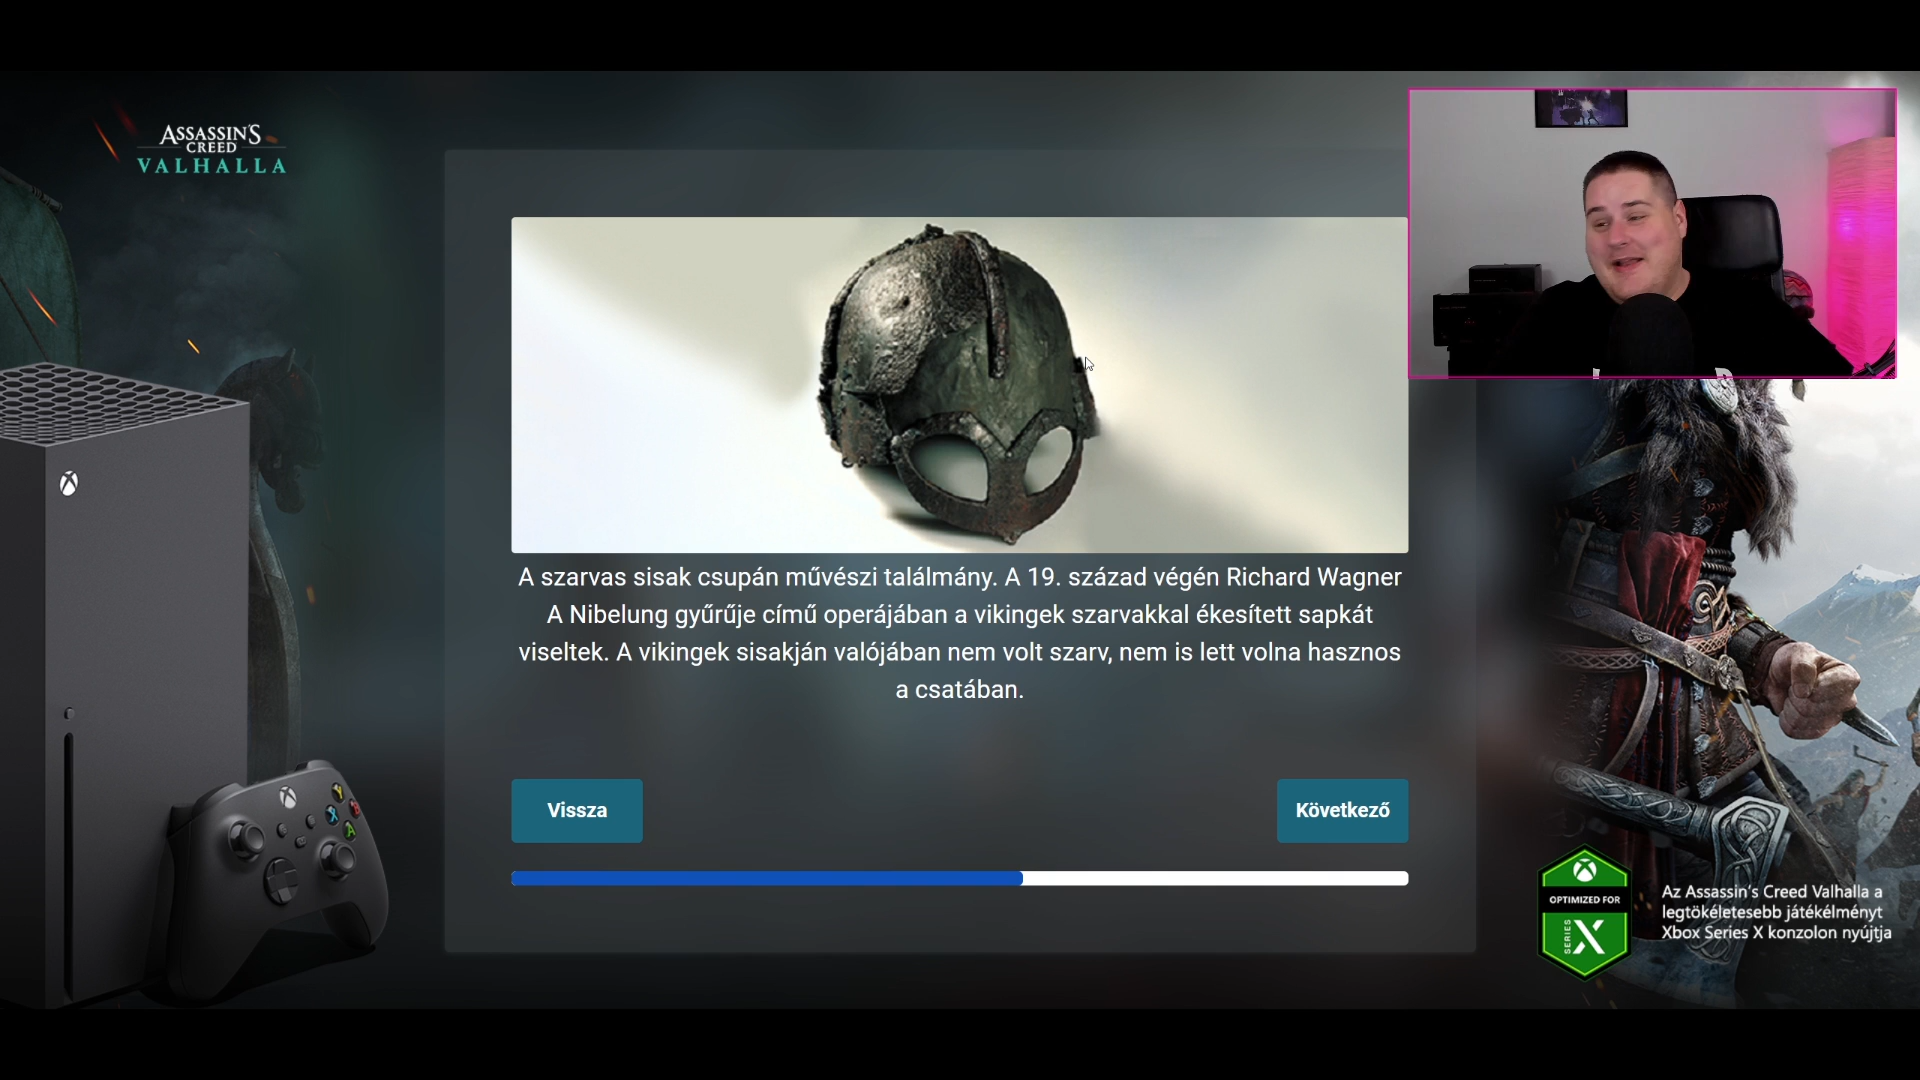 ASSASSIN'S
CREED
VALHALLA
A szarvas sisak csupán művészi találmány. A 19. század végén Richard Wagner
A Nibelung gyűrűje című operájában a vikingek szarvakkal ékesített sapkát
viseltek. A vikingek sisakján valójában nem volt szarv, nem is lett volna hasznos
a csatában.
Vissza
Következő
Y
X
B
A
OPTIMIZED FOR
SERIES X
Az Assassin's Creed Valhalla a
legtökéletesebb játékélményt
Xbox Series X konzolon nyújtja